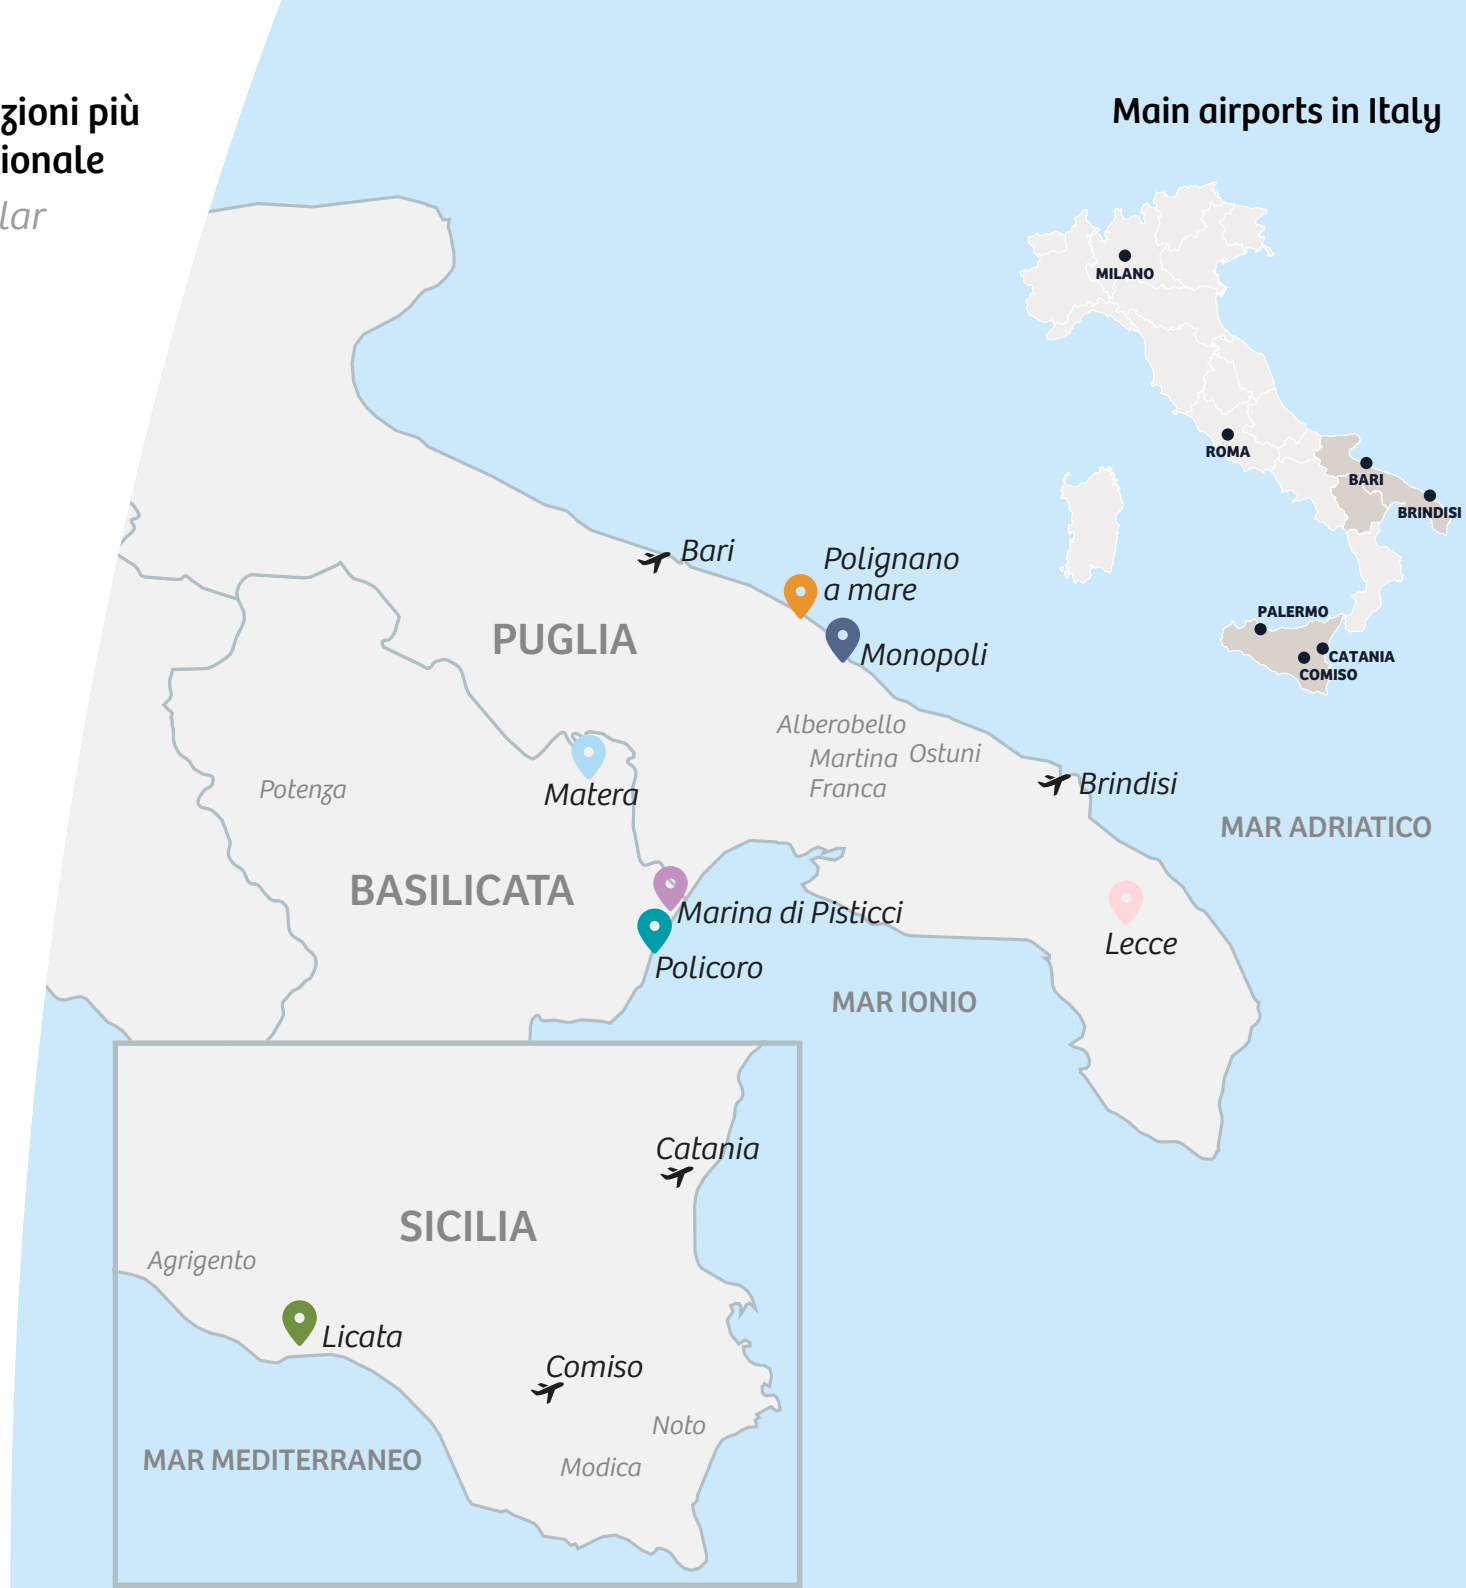 zioni più
ionale
lar
Main airports in Italy
MILANO
ROMA
BARI
BRINDISI
PALERMO
CATANIA
COMISO
Bari
Polignano
a mare
PUGLIA
Monopoli
Alberobello
Martina
Franca
Ostuni
Potenza
Matera
Brindisi
MAR ADRIATICO
BASILICATA
Marina di Pisticci
Lecce
Policoro
MAR IONIO
Catania
SICILIA
Agrigento
Licata
Comiso
Noto
MAR MEDITERRANEO
Modica